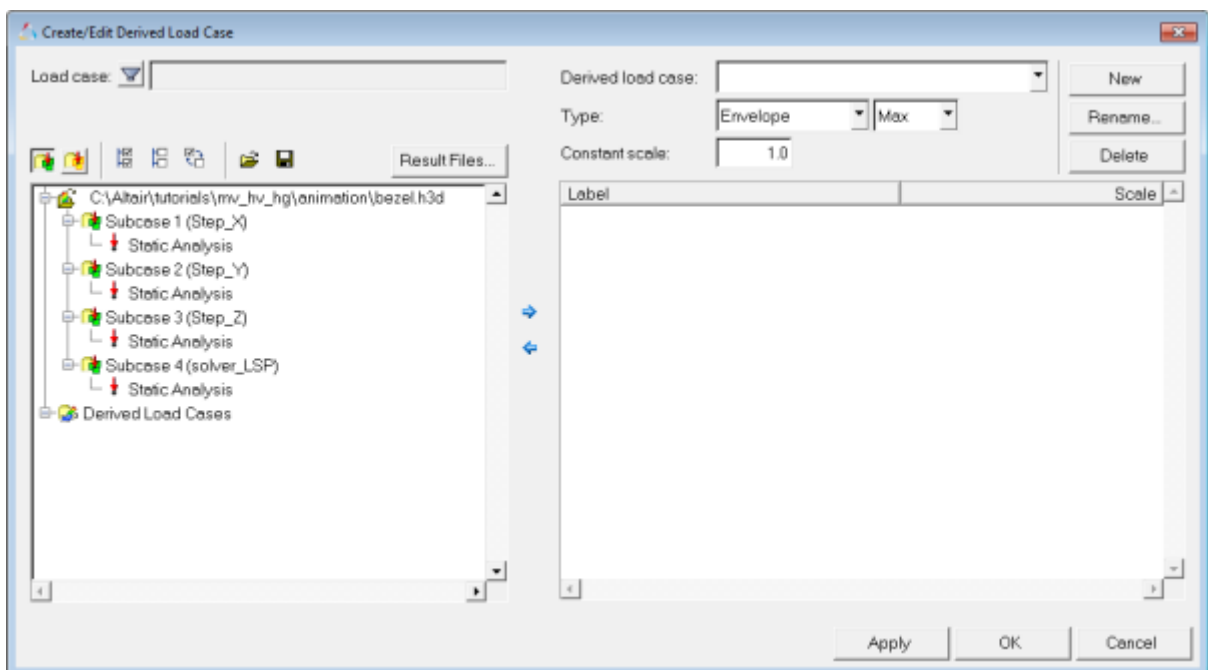 Create/Edit Derived Load Case
Load case:
Derived load case:
New
Type:
Envelope
Max
Rename...
Constant scale:
1.0
Delete
Result Files...
Label
Scale
C:\Altair\tutorials\mv_hv_hg\animation\bezel.h3d
Subcase 1 (Step_X)
Static Analysis
Subcase 2 (Step_Y)
Static Analysis
Subcase 3 (Step_Z)
Static Analysis
Subcase 4 (solver_LSP)
Static Analysis
Derived Load Cases
Apply
OK
Cancel